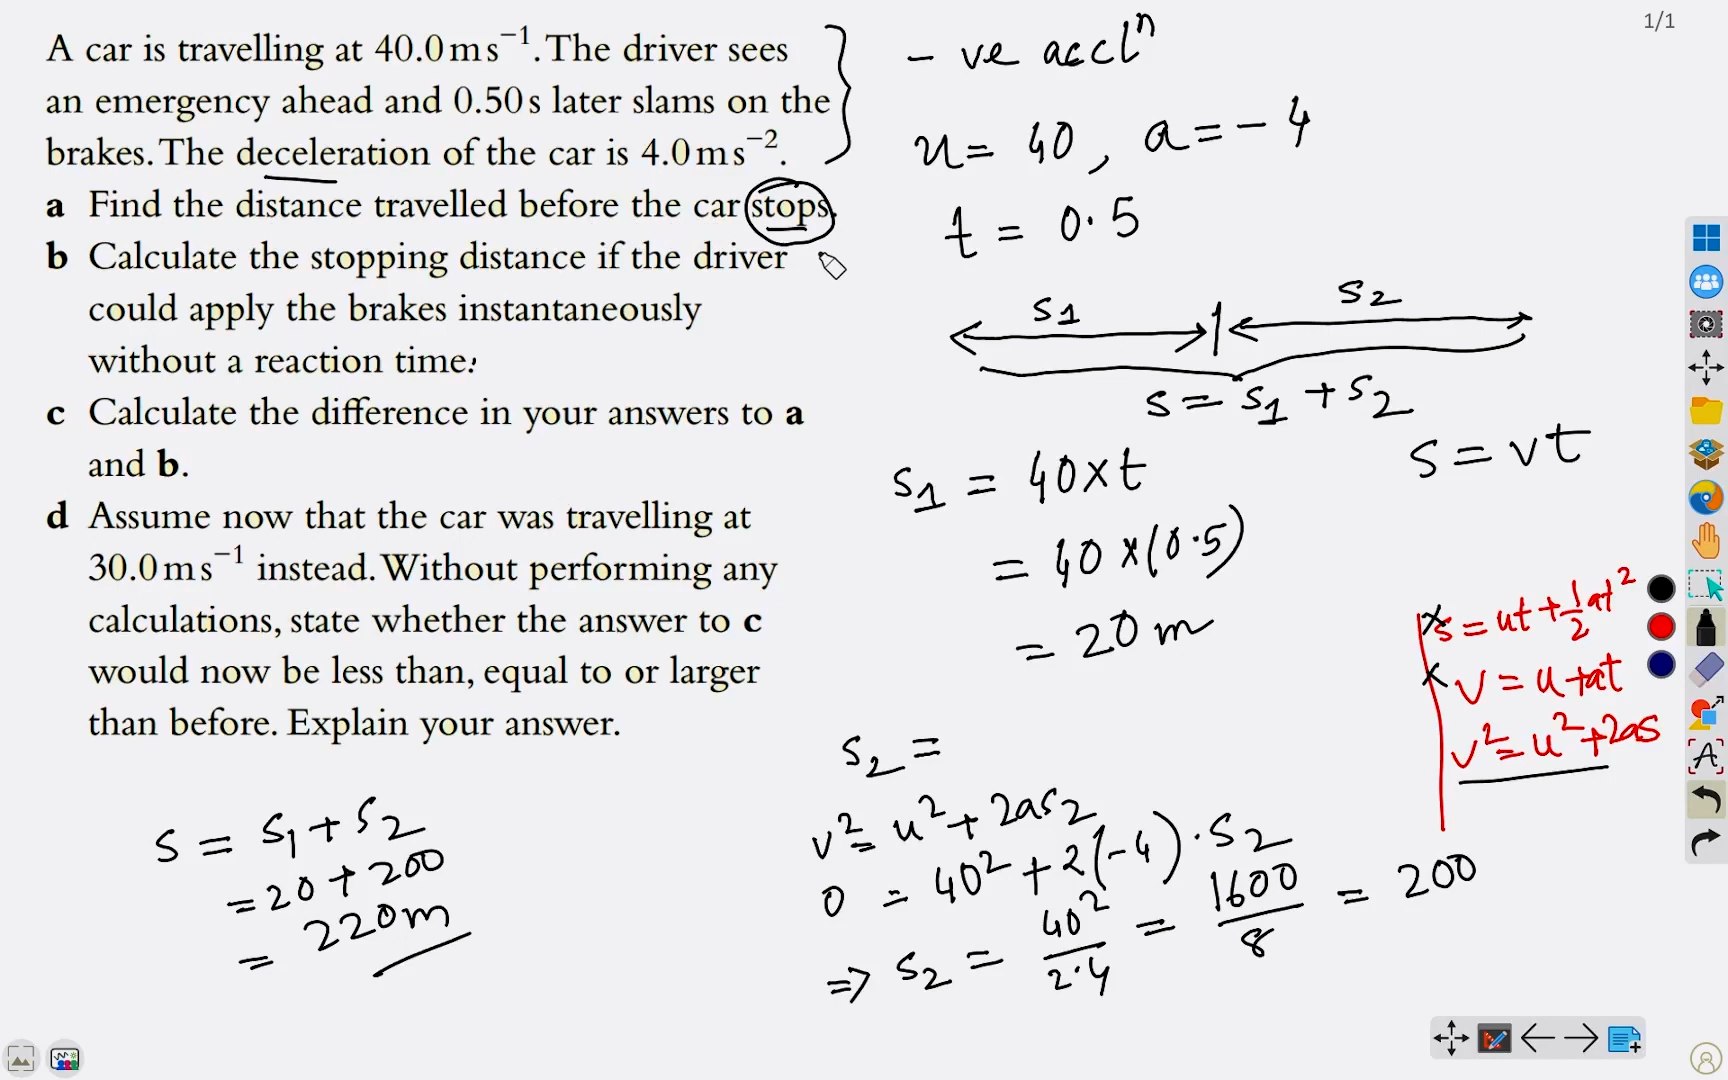 1/1
A car is travelling at 40.0 m s⁻¹. The driver sees
an emergency ahead and 0.50 s later slams on the
brakes. The deceleration of the car is 4.0 m s⁻².
a Find the distance travelled before the car stops.
b Calculate the stopping distance if the driver
could apply the brakes instantaneously
without a reaction time.
c Calculate the difference in your answers to a
and b.
d Assume now that the car was travelling at
30.0 m s⁻¹ instead. Without performing any
calculations, state whether the answer to c
would now be less than, equal to or larger
than before. Explain your answer.
S = S₁ + S₂
= 20 + 200
= 220m
- ve acclⁿ
u = 40, a = - 4
t = 0.5
S₁ S₂
S = S₁ + S₂
S = vt
S₁ = 40 x t
= 40 x (0.5)
= 20 m
x S = ut + 1/2 at²
x V = u + at
V² = u² + 2as
S₂ =
v² = u² + 2as₂
0 = 40² + 2(-4) . S₂
=> S₂ = 40² / 2.4 = 1600 / 8 = 200